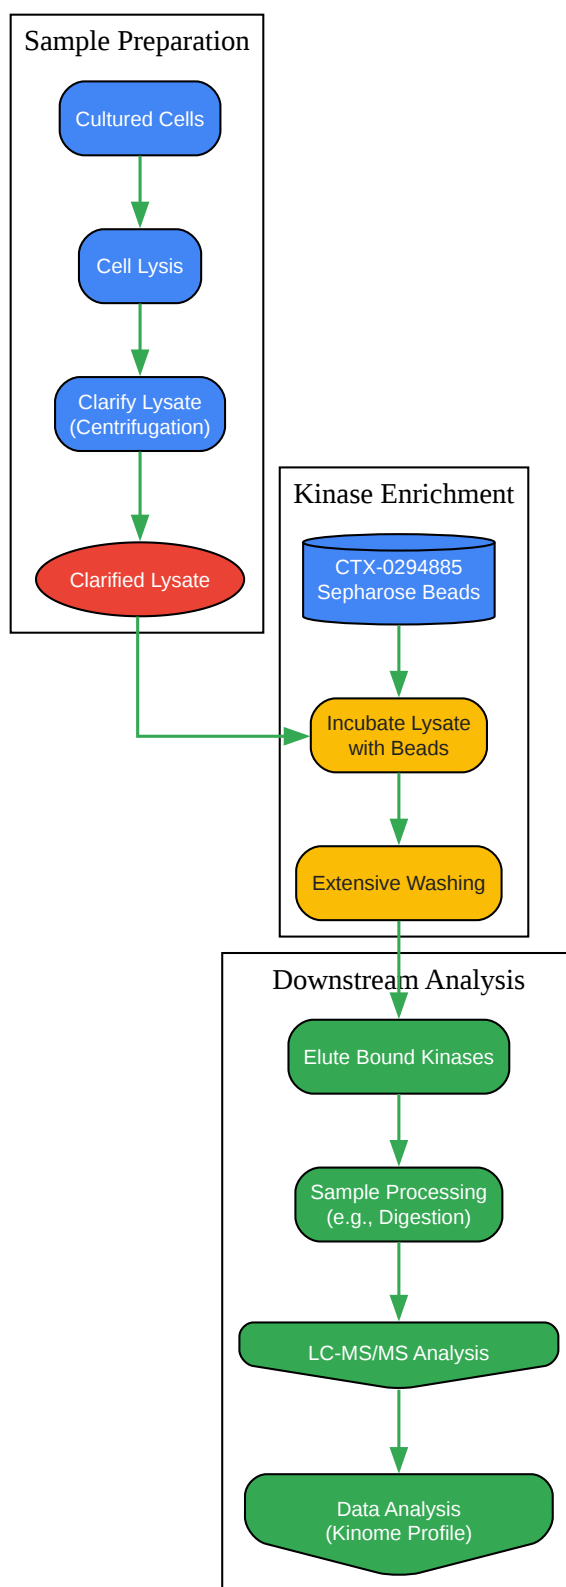 Sample Preparation
Cultured Cells
Cell Lysis
Clarify Lysate
(Centrifugation)
Clarified Lysate
Kinase Enrichment
CTX-0294885
Sepharose Beads
Incubate Lysate
with Beads
Extensive Washing
Downstream Analysis
Elute Bound Kinases
Sample Processing
(e.g., Digestion)
LC-MS/MS Analysis
Data Analysis
(Kinome Profile)